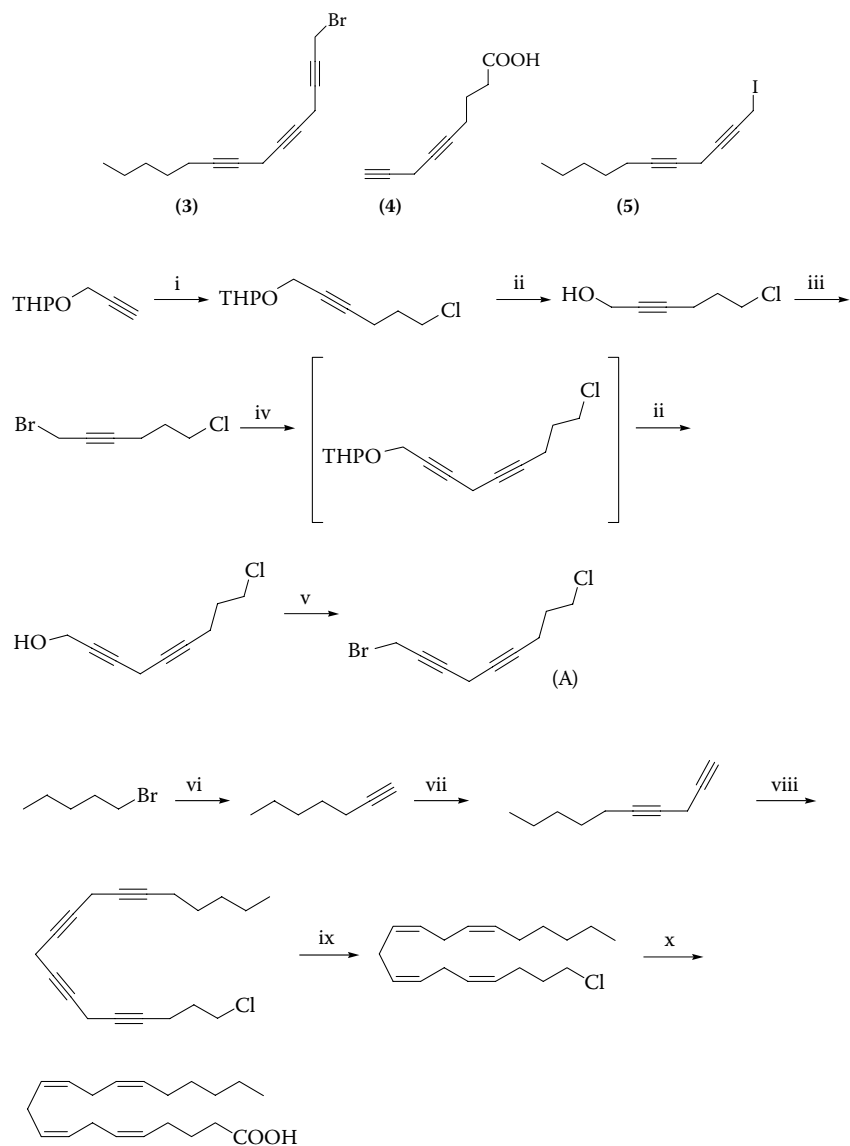 Br
COOH
I
(3) (4) (5)
THPO i THPO Cl ii HO Cl iii
Br Cl iv THPO Cl ii
HO Cl v Br Cl (A)
Br vi vii viii
Cl ix Cl x
COOH